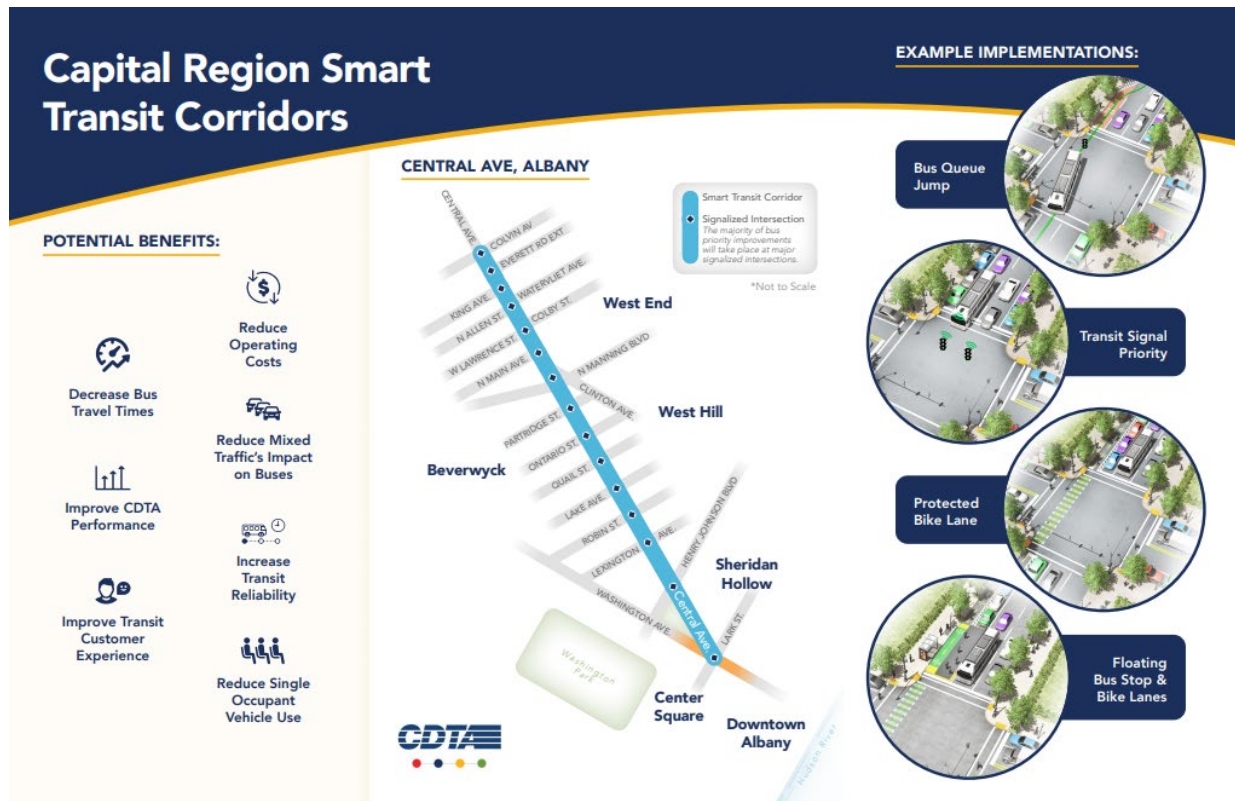 Capital Region Smart
Transit Corridors
POTENTIAL BENEFITS:
Decrease Bus
Travel Times
Improve CDTA
Performance
Improve Transit
Customer
Experience
Reduce
Operating
Costs
Reduce Mixed
Traffic's Impact
on Buses
Increase
Transit
Reliability
Reduce Single
Occupant
Vehicle Use
CENTRAL AVE, ALBANY
Smart Transit Corridor
Signalized Intersection
The majority of bus
priority improvements
will take place at major
signalized intersections.
*Not to Scale
CENTRAL AVE.
COLVIN AV
EVERETT RD EXT
WATERVLIET AVE.
KING AVE.
COLBY ST.
N ALLEN ST.
W LAWRENCE ST.
N MAIN AVE.
N MANNING BLVD
CLINTON AVE.
PARTRIDGE ST.
ONTARIO ST.
QUAIL ST.
LAKE AVE.
ROBIN ST.
LEXINGTON AVE.
HENRY JOHNSON BLVD
WASHINGTON AVE.
Central Ave.
LARK ST.
West End
West Hill
Beverwyck
Sheridan
Hollow
Washington
Park
Center
Square
Downtown
Albany
Hudson River
CDTA
EXAMPLE IMPLEMENTATIONS:
Bus Queue
Jump
Transit Signal
Priority
Protected
Bike Lane
Floating
Bus Stop &
Bike Lanes